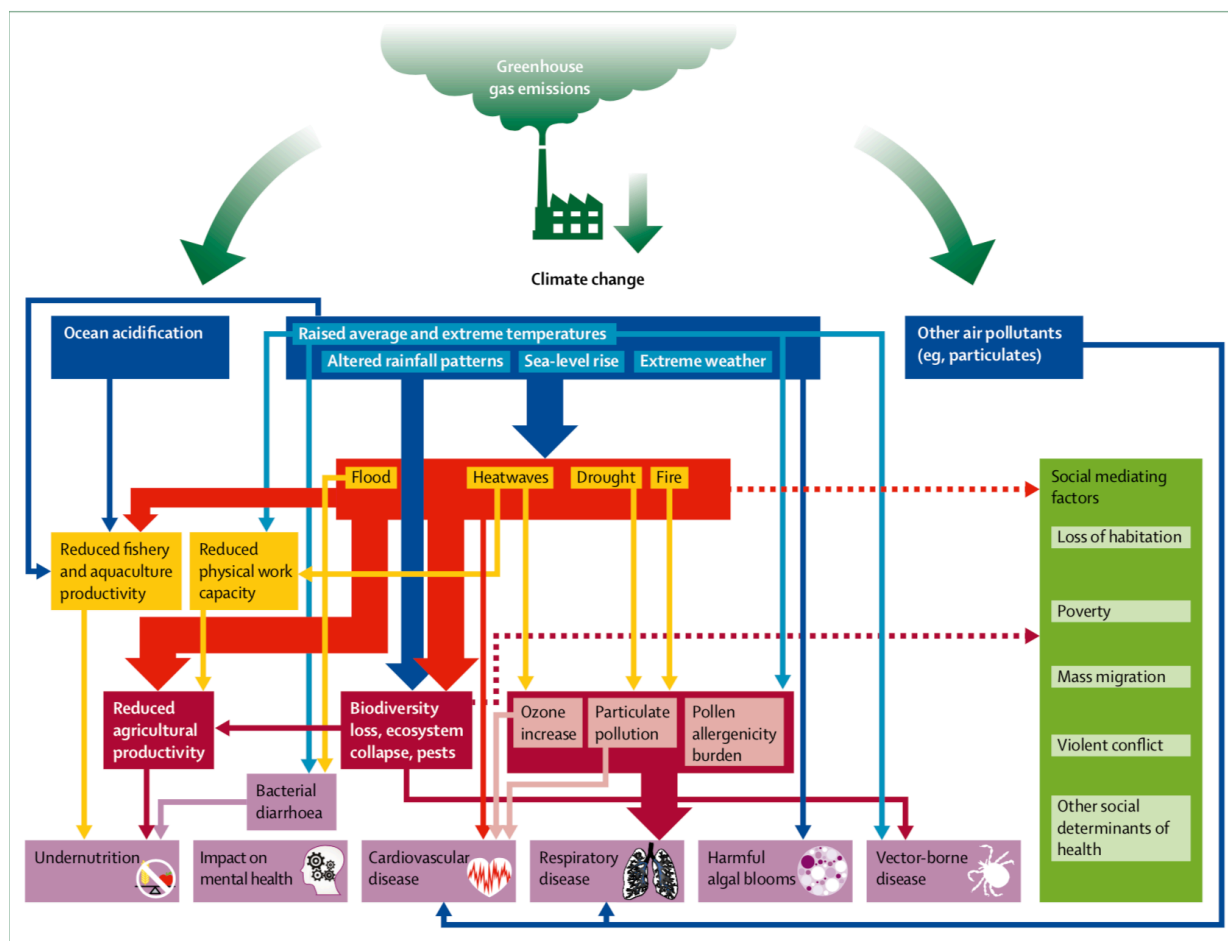 Greenhouse
gas emissions
Climate change
Ocean acidification
Raised average and extreme temperatures
Altered rainfall patterns
Sea-level rise
Extreme weather
Other air pollutants
(eg, particulates)
Flood
Heatwaves
Drought
Fire
Social mediating
factors
Loss of habitation
Poverty
Mass migration
Violent conflict
Other social
determinants of
health
Reduced fishery
and aquaculture
productivity
Reduced
physical work
capacity
Reduced
agricultural
productivity
Biodiversity
loss, ecosystem
collapse, pests
Ozone
increase
Particulate
pollution
Pollen
allergenicity
burden
Bacterial
diarrhoea
Undernutrition
Impact on
mental health
Cardiovascular
disease
Respiratory
disease
Harmful
algal blooms
Vector-borne
disease